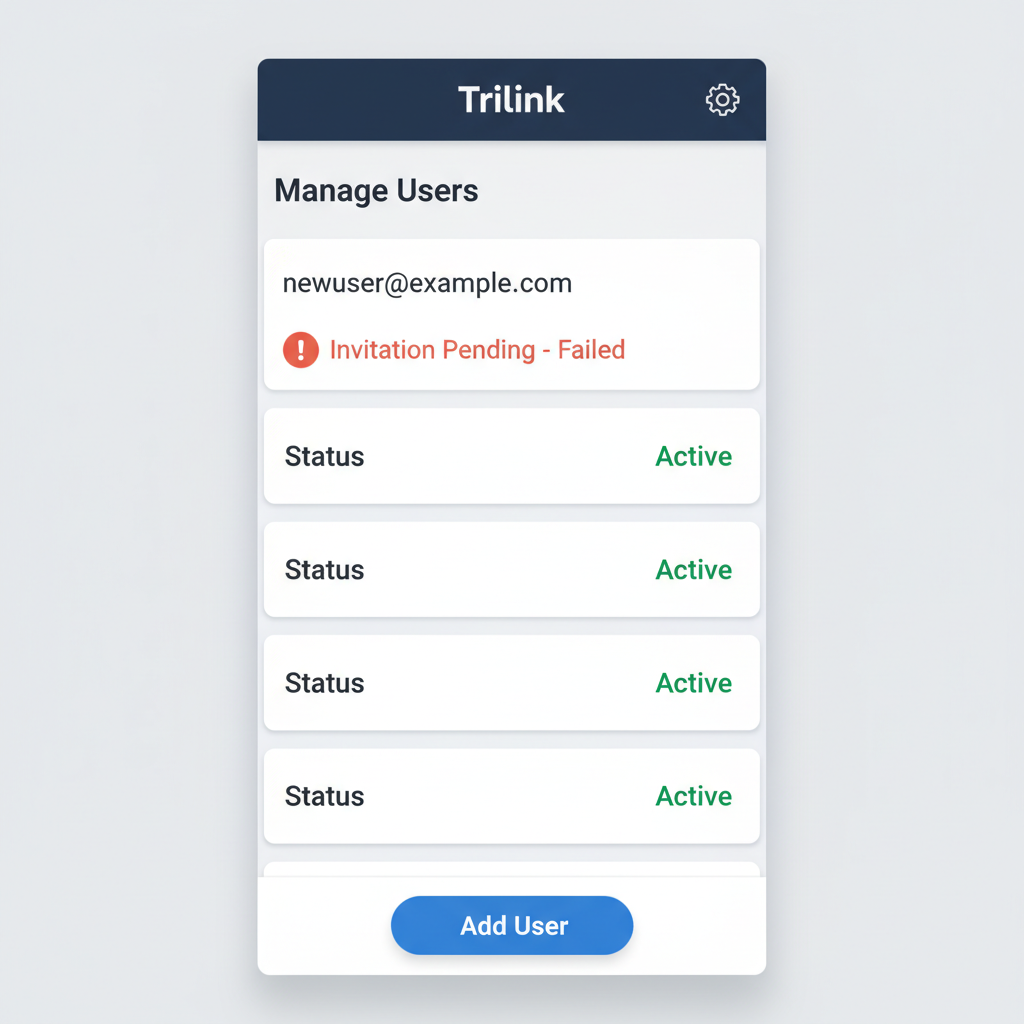 Trilink
Manage Users
newuser@example.com
Invitation Pending - Failed
Status Active
Status Active
Status Active
Status Active
Add User